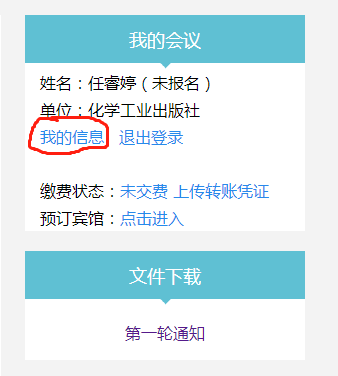 我的会议
姓名：任睿婷（未报名）
单位：化学工业出版社
我的信息 退出登录
缴费状态：未交费 上传转账凭证
预订宾馆：点击进入
文件下载
第一轮通知